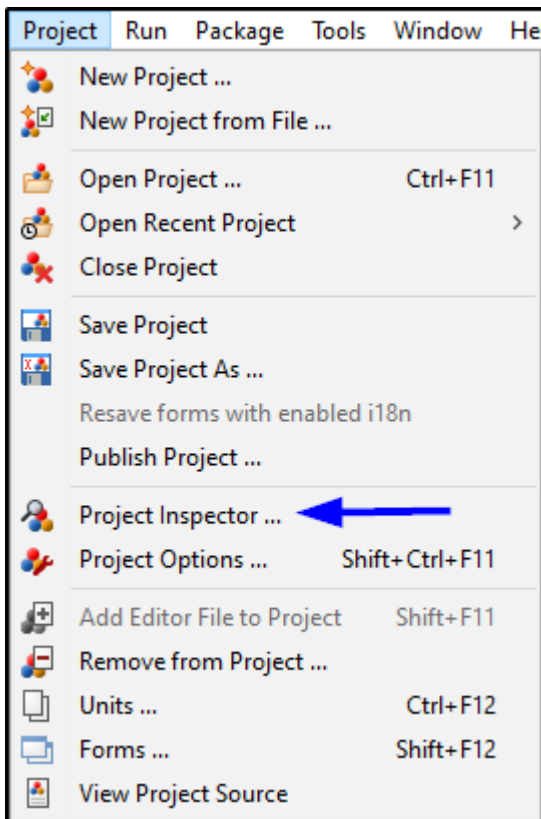 Project Run Package Tools Window He
New Project ...
New Project from File ...
Open Project ... Ctrl+F11
Open Recent Project
Close Project
Save Project
Save Project As ...
Resave forms with enabled i18n
Publish Project ...
Project Inspector ...
Project Options ... Shift+Ctrl+F11
Add Editor File to Project Shift+F11
Remove from Project ...
Units ... Ctrl+F12
Forms ... Shift+F12
View Project Source